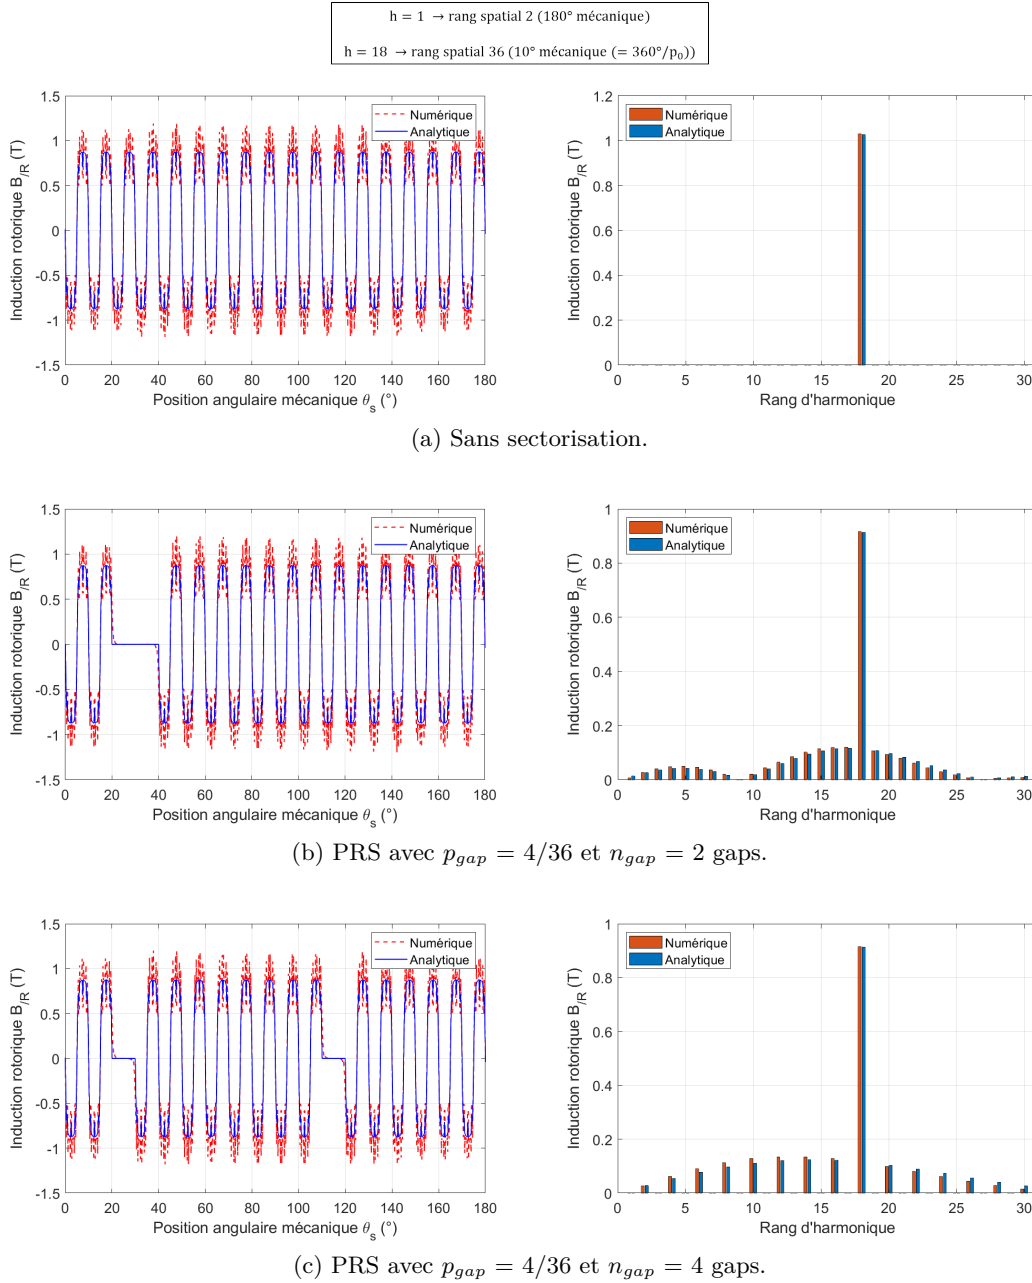 h = 1 → rang spatial 2 (180° mécanique)
h = 18 → rang spatial 36 (10° mécanique (= 360°/p₀))
Induction rotorique B/R (T)
1.5
1
0.5
0
-0.5
-1
-1.5
Numérique
Analytique
0 20 40 60 80 100 120 140 160 180
Position angulaire mécanique θs (°)
Induction rotorique B/R (T)
1.2
1
0.8
0.6
0.4
0.2
0
Numérique
Analytique
0 5 10 15 20 25 30
Rang d'harmonique
(a) Sans sectorisation.
Induction rotorique B/R (T)
1.5
1
0.5
0
-0.5
-1
-1.5
Numérique
Analytique
0 20 40 60 80 100 120 140 160 180
Position angulaire mécanique θs (°)
Induction rotorique B/R (T)
1
0.8
0.6
0.4
0.2
0
Numérique
Analytique
0 5 10 15 20 25 30
Rang d'harmonique
(b) PRS avec pgap = 4/36 et ngap = 2 gaps.
Induction rotorique B/R (T)
1.5
1
0.5
0
-0.5
-1
-1.5
Numérique
Analytique
0 20 40 60 80 100 120 140 160 180
Position angulaire mécanique θs (°)
Induction rotorique B/R (T)
1
0.8
0.6
0.4
0.2
0
Numérique
Analytique
0 5 10 15 20 25 30
Rang d'harmonique
(c) PRS avec pgap = 4/36 et ngap = 4 gaps.